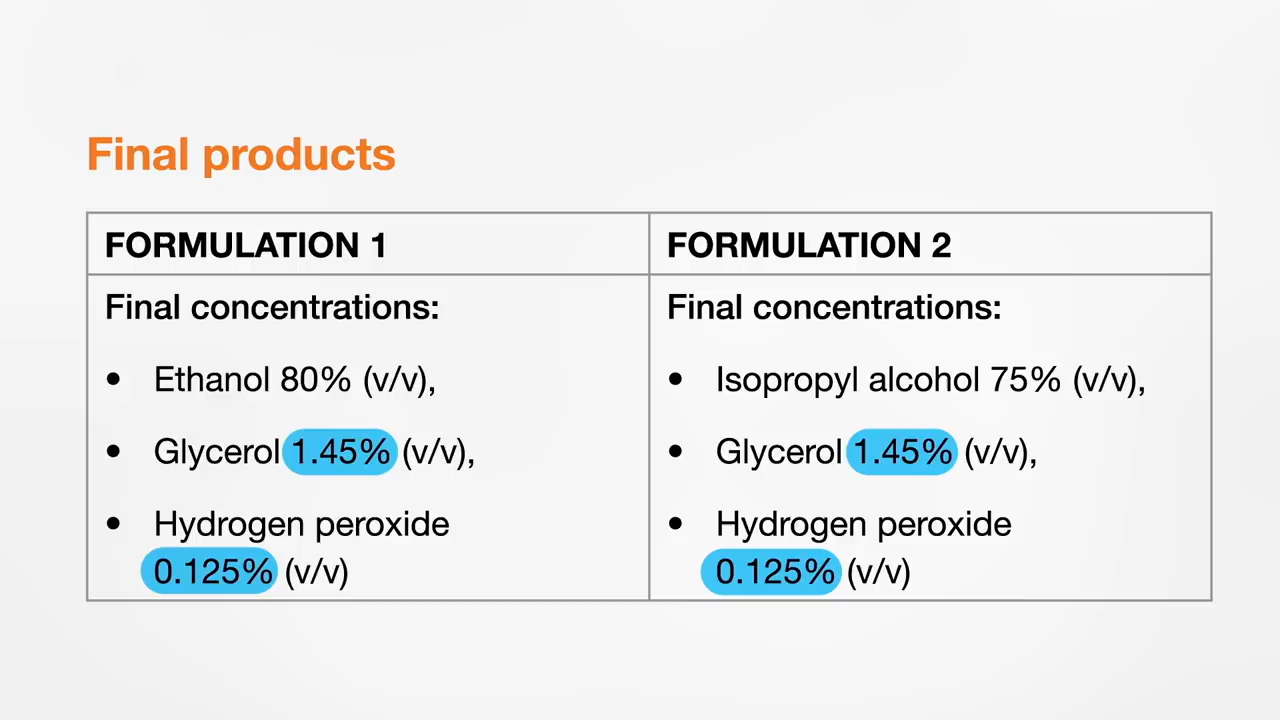 Final products
FORMULATION 1
Final concentrations:
• Ethanol 80% (v/v),
• Glycerol 1.45% (v/v),
• Hydrogen peroxide
0.125% (v/v)
FORMULATION 2
Final concentrations:
• Isopropyl alcohol 75% (v/v),
• Glycerol 1.45% (v/v),
• Hydrogen peroxide
0.125% (v/v)